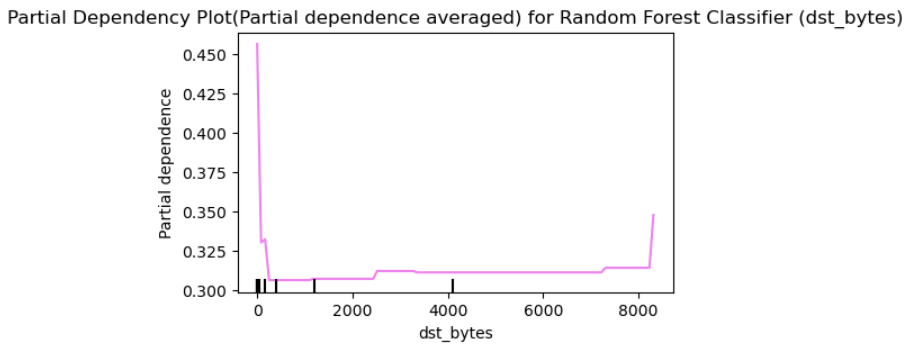 Partial Dependency Plot(Partial dependence averaged) for Random Forest Classifier (dst_bytes)
Partial dependence
0.450
0.425
0.400
0.375
0.350
0.325
0.300
0 2000 4000 6000 8000
dst_bytes